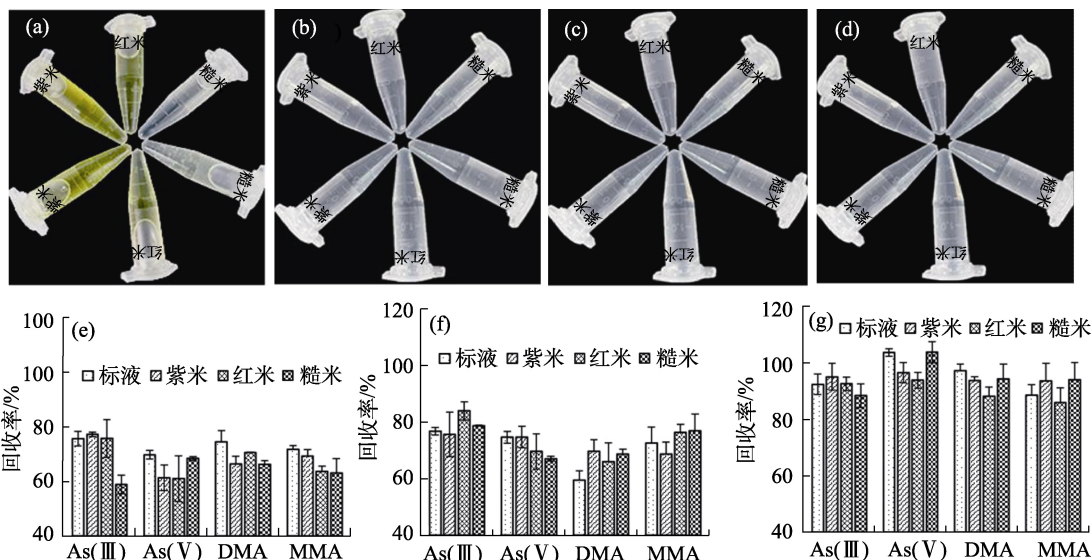 (a)
红米
紫米
糙米
紫米
糙米
红米
(b)
红米
紫米
糙米
紫米
糙米
红米
(c)
红米
紫米
糙米
紫米
糙米
红米
(d)
红米
紫米
糙米
紫米
糙米
红米
(e)
回收率/%
100
100
80
60
40
标液 紫米 红米 糙米
As(Ⅲ) As(Ⅴ) DMA MMA
(f)
回收率/%
120
100
80
60
40
标液 紫米 红米 糙米
As(Ⅲ) As(Ⅴ) DMA MMA
(g)
回收率/%
120
100
80
60
40
标液 紫米 红米 糙米
As(Ⅲ) As(Ⅴ) DMA MMA